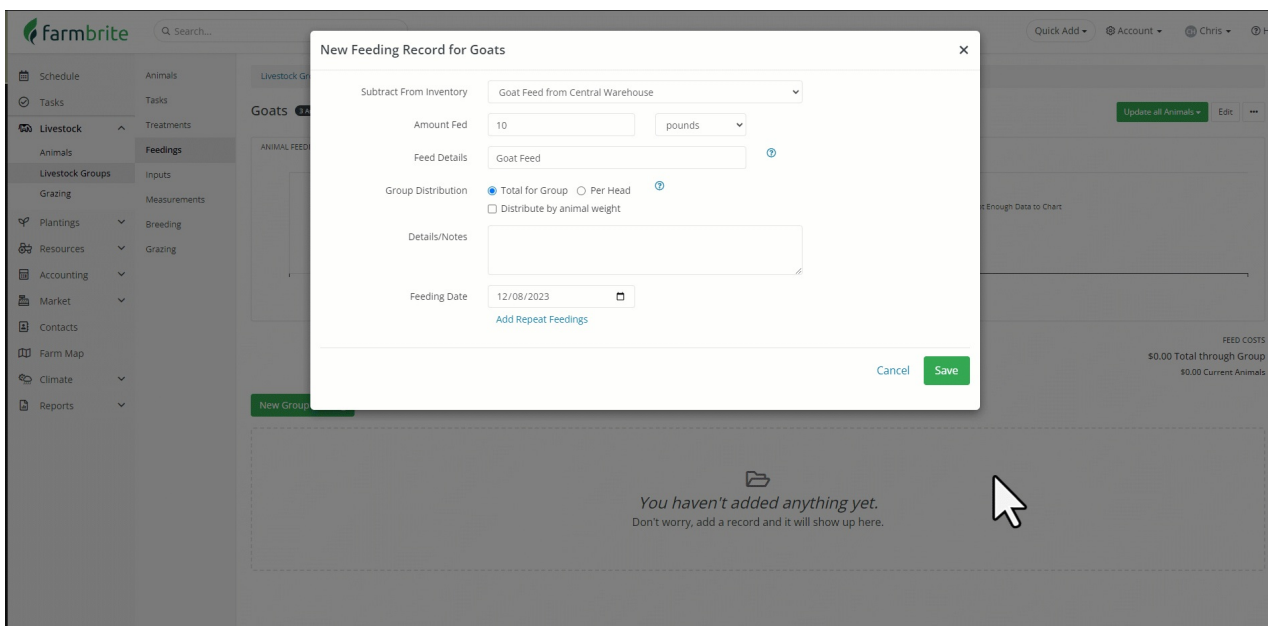 farmbrite
Search...
Quick Add
Account
Chris
Schedule
Tasks
Livestock
Animals
Livestock Groups
Grazing
Plantings
Resources
Accounting
Market
Contacts
Farm Map
Climate
Reports
Animals
Tasks
Treatments
Feedings
Inputs
Measurements
Breeding
Grazing
Livestock Gr
Goats
Update all Animals
Edit
New Feeding Record for Goats
Subtract From Inventory
Goat Feed from Central Warehouse
Amount Fed
10
pounds
Feed Details
Goat Feed
Group Distribution
Total for Group
Per Head
Distribute by animal weight
Details/Notes
Feeding Date
12/08/2023
Add Repeat Feedings
Cancel
Save
Enough Data to Chart
FEED COSTS
$0.00 Total through Group
$0.00 Current Animals
New Group
You haven't added anything yet.
Don't worry, add a record and it will show up here.